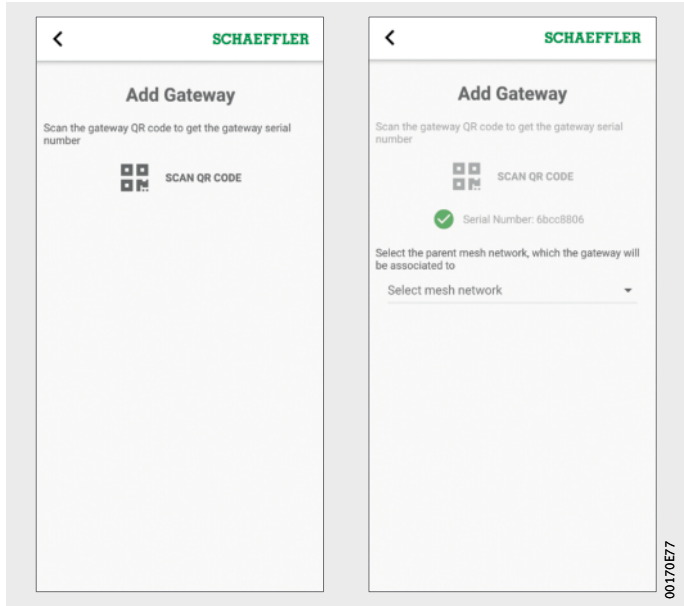 SCHAEFFLER
Add Gateway
Scan the gateway QR code to get the gateway serial
number
SCAN QR CODE
SCHAEFFLER
Add Gateway
Scan the gateway QR code to get the gateway serial
number
SCAN QR CODE
Serial Number: 6bcc8806
Select the parent mesh network, which the gateway will
be associated to
Select mesh network
00170E77